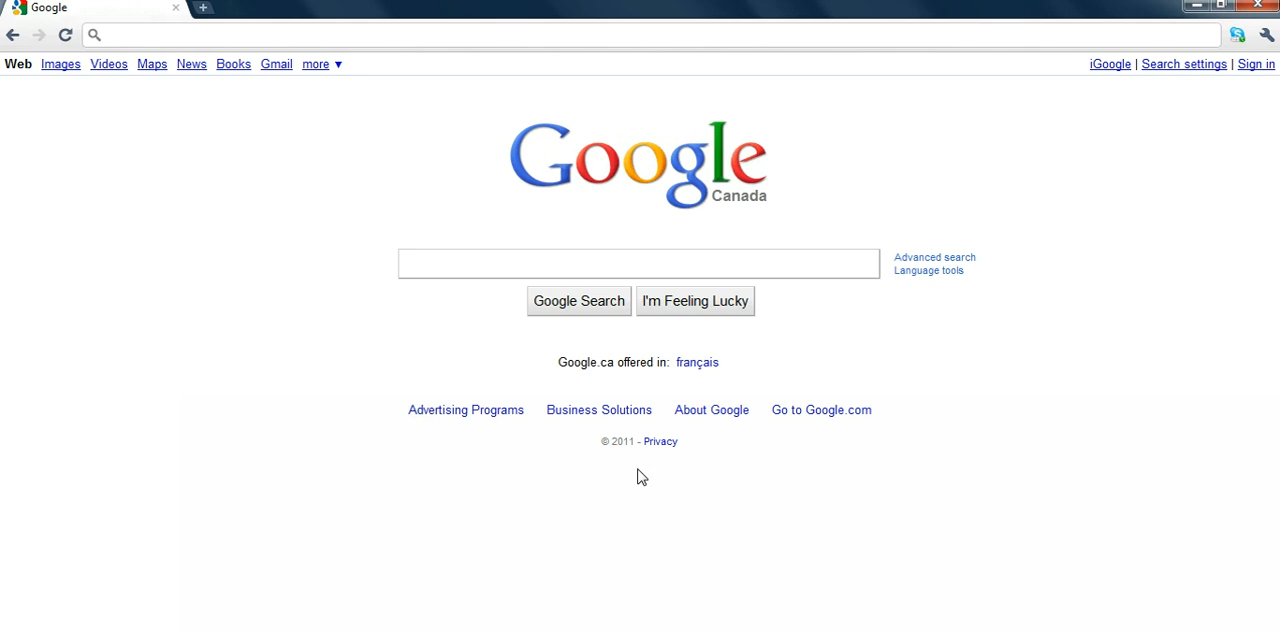 Google
Web Images Videos Maps News Books Gmail more ▼ iGoogle | Search settings | Sign in
Google
Canada
Advanced search
Language tools
Google Search I'm Feeling Lucky
Google.ca offered in: français
Advertising Programs Business Solutions About Google Go to Google.com
© 2011 - Privacy